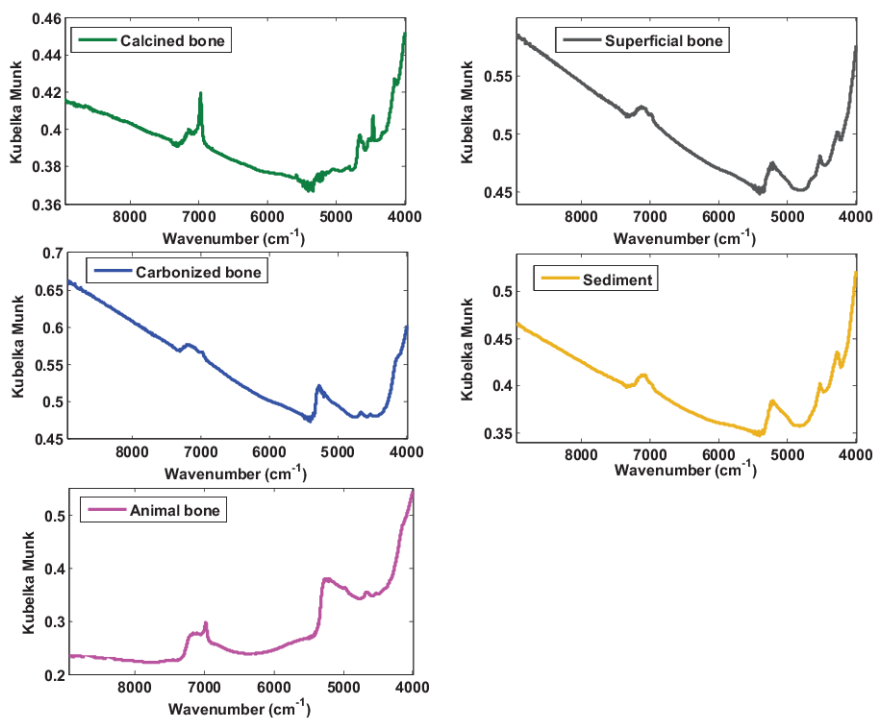 Calcined bone
0.46
0.44
0.42
0.4
0.38
0.36
Kubelka Munk
8000 7000 6000 5000 4000
Wavenumber (cm-1)
Superficial bone
0.55
0.5
0.45
Kubelka Munk
8000 7000 6000 5000 4000
Wavenumber (cm-1)
Carbonized bone
0.7
0.65
0.6
0.55
0.5
0.45
Kubelka Munk
8000 7000 6000 5000 4000
Wavenumber (cm-1)
Sediment
0.5
0.45
0.4
0.35
Kubelka Munk
8000 7000 6000 5000 4000
Wavenumber (cm-1)
Animal bone
0.5
0.4
0.3
0.2
Kubelka Munk
8000 7000 6000 5000 4000
Wavenumber (cm-1)